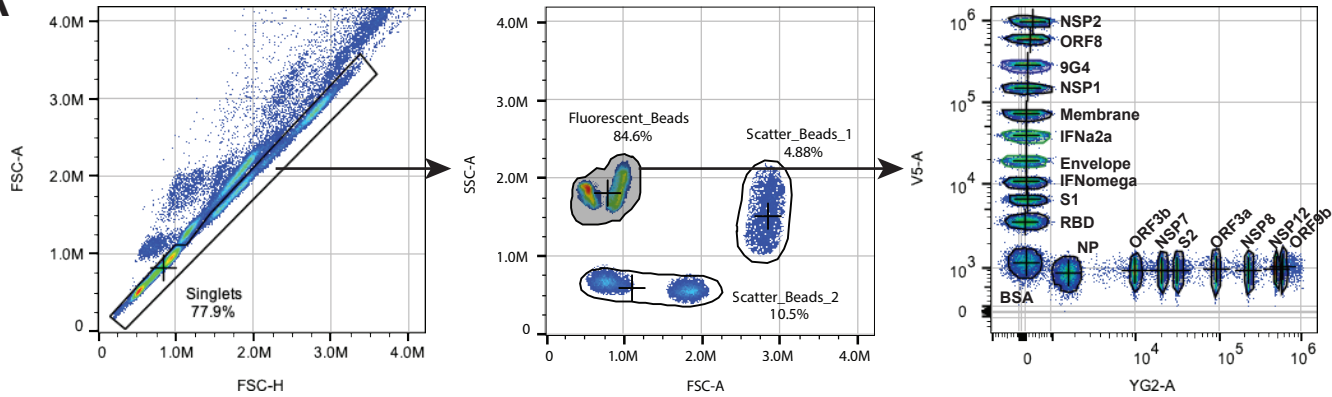 A
4.0M
3.0M
2.0M
1.0M
0
FSC-A
0
1.0M
2.0M
3.0M
4.0M
FSC-H
Singlets
77.9%
4.0M
3.0M
2.0M
1.0M
0
SSC-A
0
1.0M
2.0M
3.0M
4.0M
FSC-A
Fluorescent_Beads
84.6%
Scatter_Beads_1
4.88%
Scatter_Beads_2
10.5%
10^6
10^5
10^4
10^3
0
V5-A
0
10^4
10^5
10^6
YG2-A
NSP2
ORF8
9G4
NSP1
Membrane
IFNa2a
Envelope
IFNomega
S1
RBD
BSA
NP
ORF3b
NSP7
S2
ORF3a
NSP8
NSP12
ORF9b